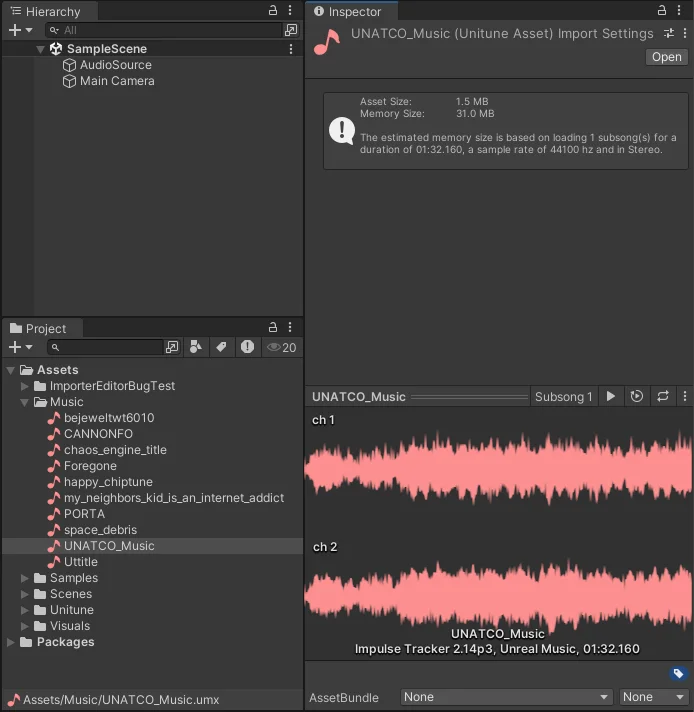 Hierarchy
All
SampleScene
AudioSource
Main Camera
Project
20
Assets
ImporterEditorBugTest
Music
bejeweltwt6010
CANNONFO
chaos_engine_title
Foregone
happy_chiptune
my_neighbors_kid_is_an_internet_addict
PORTA
space_debris
UNATCO_Music
Uttitle
Samples
Scenes
Unitune
Visuals
Packages
Assets/Music/UNATCO_Music.umx
Inspector
UNATCO_Music (Unitune Asset) Import Settings
Open
Asset Size: 1.5 MB
Memory Size: 31.0 MB
The estimated memory size is based on loading 1 subsong(s) for a
duration of 01:32.160, a sample rate of 44100 hz and in Stereo.
UNATCO_Music Subsong 1
ch 1
ch 2
UNATCO_Music
Impulse Tracker 2.14p3, Unreal Music, 01:32.160
AssetBundle None None